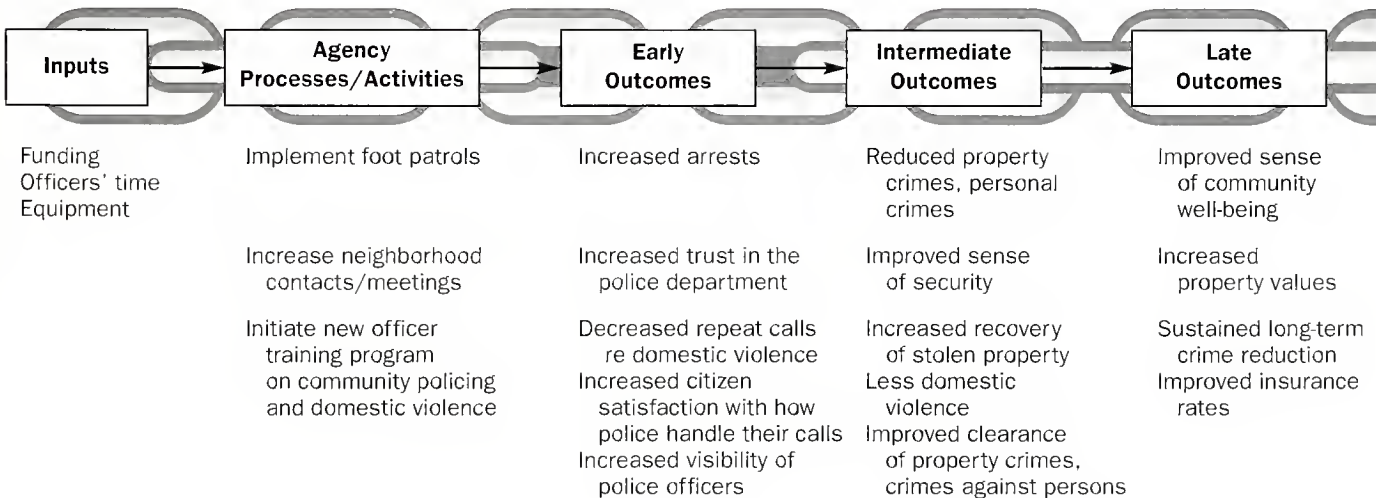 Inputs
Agency
Processes/Activities
Early
Outcomes
Intermediate
Outcomes
Late
Outcomes
Funding
Officers' time
Equipment
Implement foot patrols
Increase neighborhood
contacts/meetings
Initiate new officer
training program
on community policing
and domestic violence
Increased arrests
Increased trust in the
police department
Decreased repeat calls
re domestic violence
Increased citizen
satisfaction with how
police handle their calls
Increased visibility of
police officers
Reduced property
crimes, personal
crimes
Improved sense
of security
Increased recovery
of stolen property
Less domestic
violence
Improved clearance
of property crimes,
crimes against persons
Improved sense
of community
well-being
Increased
property values
Sustained long-term
crime reduction
Improved insurance
rates